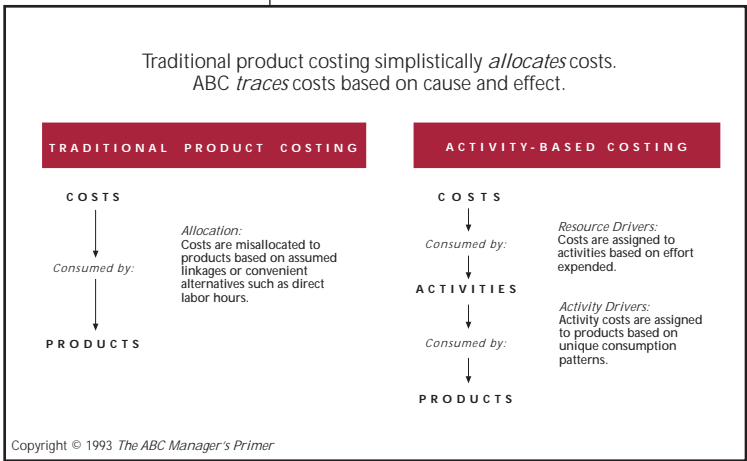 Traditional product costing simplistically allocates costs.
ABC traces costs based on cause and effect.
TRADITIONAL PRODUCT COSTING
COSTS
Consumed by:
PRODUCTS
Allocation:
Costs are misallocated to
products based on assumed
linkages or convenient
alternatives such as direct
labor hours.
ACTIVITY-BASED COSTING
COSTS
Consumed by:
ACTIVITIES
Consumed by:
PRODUCTS
Resource Drivers:
Costs are assigned to
activities based on effort
expended.
Activity Drivers:
Activity costs are assigned
to products based on
unique consumption
patterns.
Copyright © 1993 The ABC Manager's Primer